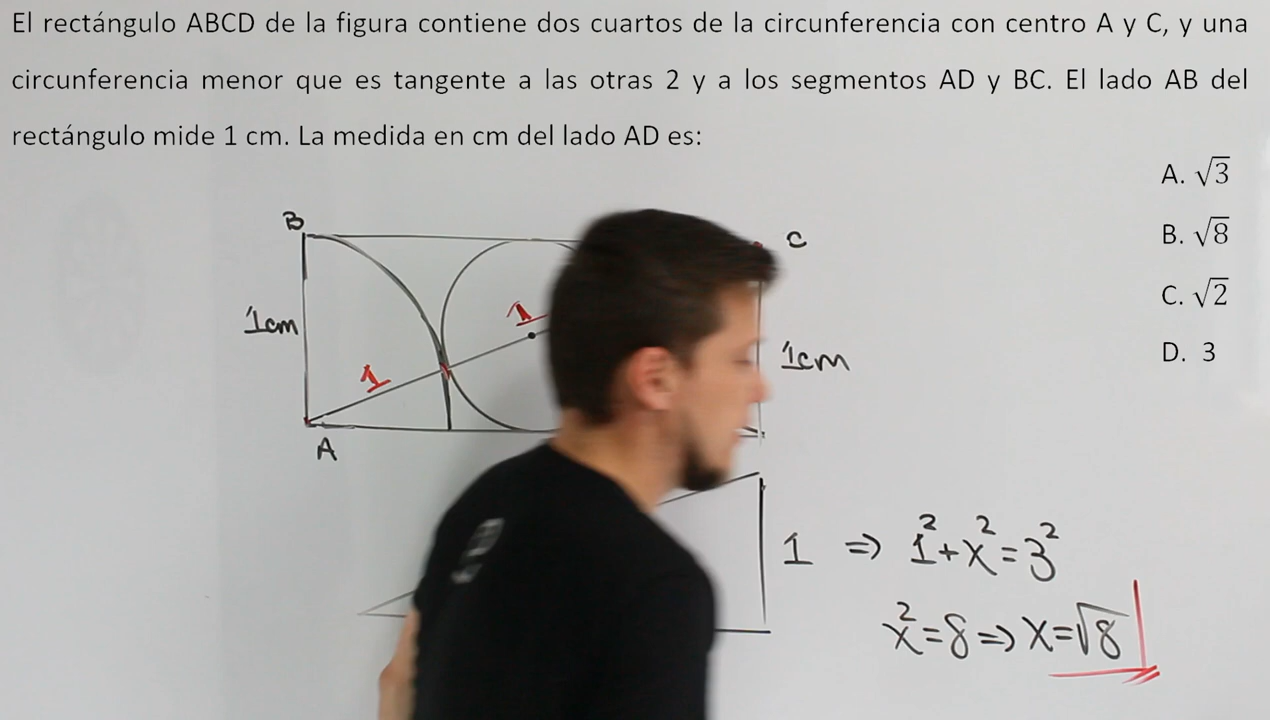 El rectángulo ABCD de la figura contiene dos cuartos de la circunferencia con centro A y C, y una
circunferencia menor que es tangente a las otras 2 y a los segmentos AD y BC. El lado AB del
rectángulo mide 1 cm. La medida en cm del lado AD es:
A. √3
B. √8
C. √2
D. 3
B
C
1cm
1
1
1cm
A
1 ⇒ 1²+x²=3²
x²=8⇒x=√8